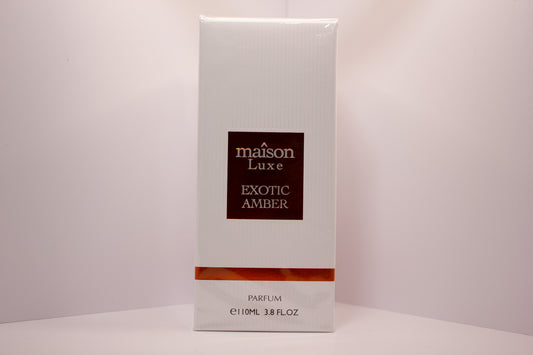 maîson
Luxe
EXOTIC
AMBER
PARFUM
℮110ML 3.8 FL.OZ